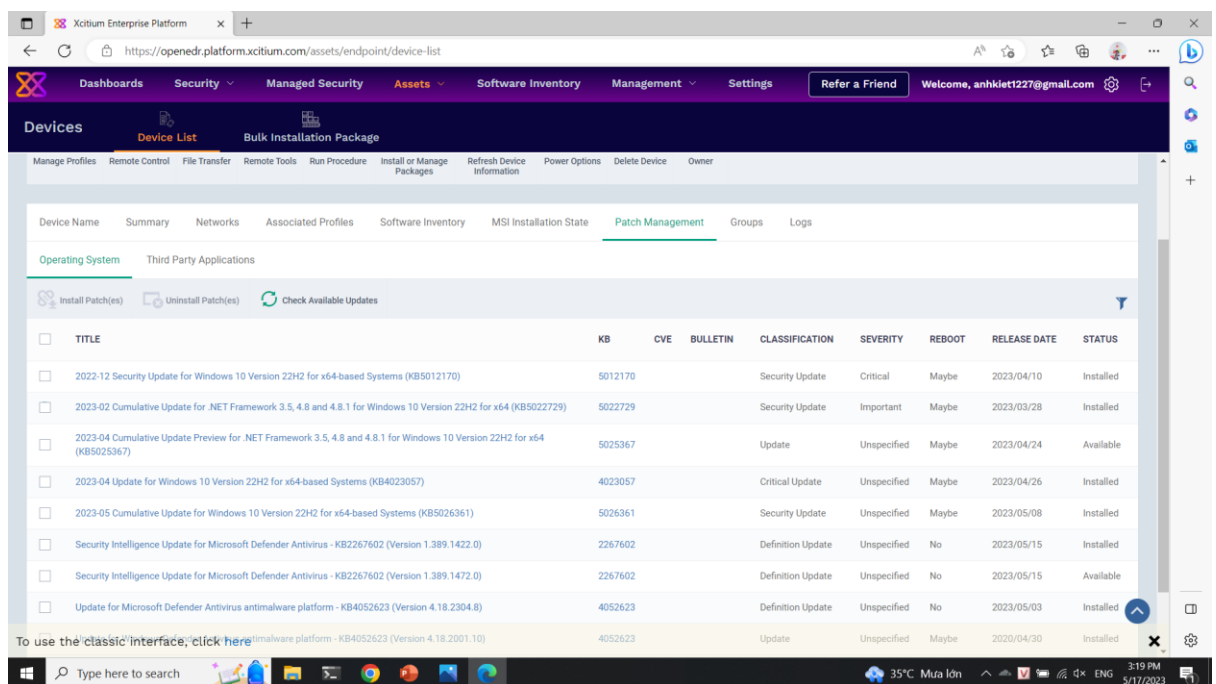 Xcitium Enterprise Platform
https://openedr.platform.xcitium.com/assets/endpoint/device-list
Dashboards Security Managed Security Assets Software Inventory Management Settings Refer a Friend Welcome, anhkiet1227@gmail.com
Devices Device List Bulk Installation Package
Manage Profiles Remote Control File Transfer Remote Tools Run Procedure Install or Manage Packages Refresh Device Information Power Options Delete Device Owner
Device Name Summary Networks Associated Profiles Software Inventory MSI Installation State Patch Management Groups Logs
Operating System Third Party Applications
Install Patch(es) Uninstall Patch(es) Check Available Updates
TITLE KB CVE BULLETIN CLASSIFICATION SEVERITY REBOOT RELEASE DATE STATUS
2022-12 Security Update for Windows 10 Version 22H2 for x64-based Systems (KB5012170) 5012170 Security Update Critical Maybe 2023/04/10 Installed
2023-02 Cumulative Update for .NET Framework 3.5, 4.8 and 4.8.1 for Windows 10 Version 22H2 for x64 (KB5022729) 5022729 Security Update Important Maybe 2023/03/28 Installed
2023-04 Cumulative Update Preview for .NET Framework 3.5, 4.8 and 4.8.1 for Windows 10 Version 22H2 for x64
(KB5025367) 5025367 Update Unspecified Maybe 2023/04/24 Available
2023-04 Update for Windows 10 Version 22H2 for x64-based Systems (KB4023057) 4023057 Critical Update Unspecified Maybe 2023/04/26 Installed
2023-05 Cumulative Update for Windows 10 Version 22H2 for x64-based Systems (KB5026361) 5026361 Security Update Unspecified Maybe 2023/05/08 Installed
Security Intelligence Update for Microsoft Defender Antivirus - KB2267602 (Version 1.389.1422.0) 2267602 Definition Update Unspecified No 2023/05/15 Installed
Security Intelligence Update for Microsoft Defender Antivirus - KB2267602 (Version 1.389.1472.0) 2267602 Definition Update Unspecified No 2023/05/15 Available
Update for Microsoft Defender Antivirus antimalware platform - KB4052623 (Version 4.18.2304.8) 4052623 Definition Update Unspecified No 2023/05/03 Installed
antimalware platform - KB4052623 (Version 4.18.2001.10) 4052623 Update Unspecified Maybe 2020/04/30 Installed
To use the classic interface, click here
Type here to search 35°C Mưa lớn ENG 3:19 PM
5/17/2023